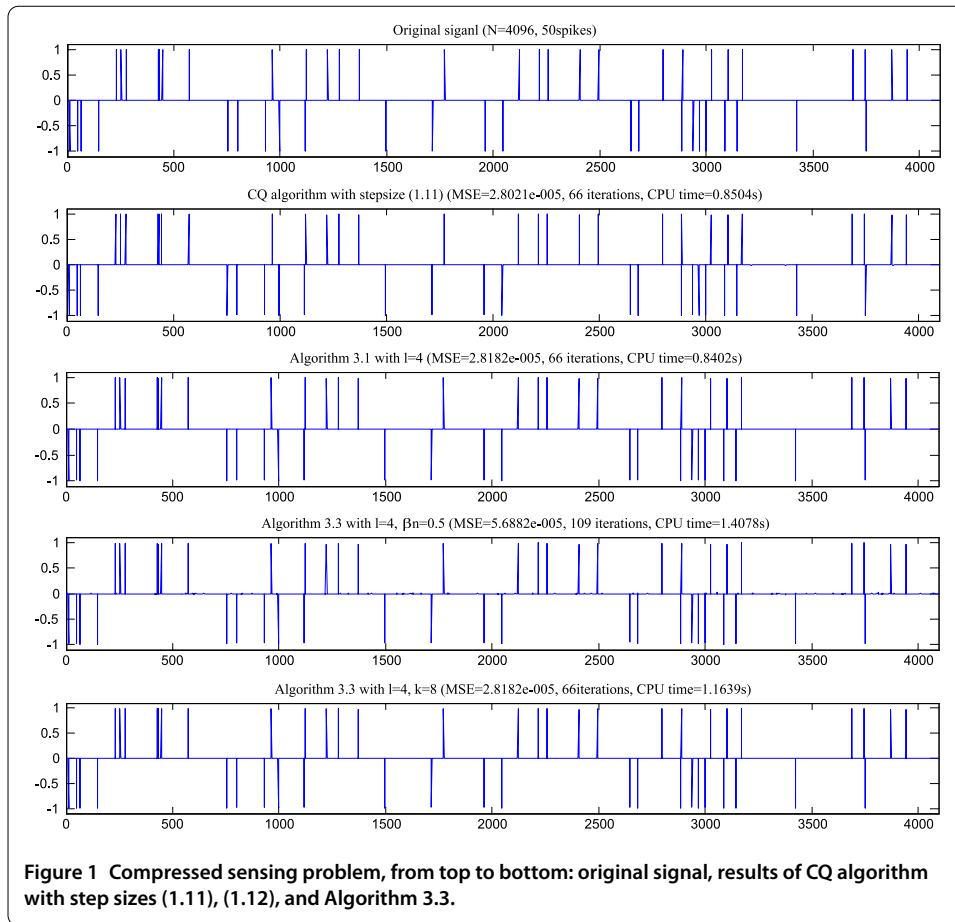 Original siganl (N=4096, 50spikes)
1
0.5
0
-0.5
-1
0 500 1000 1500 2000 2500 3000 3500 4000
CQ algorithm with stepsize (1.11) (MSE=2.8021e-005, 66 iterations, CPU time=0.8504s)
1
0.5
0
-0.5
-1
0 500 1000 1500 2000 2500 3000 3500 4000
Algorithm 3.1 with l=4 (MSE=2.8182e-005, 66 iterations, CPU time=0.8402s)
1
0.5
0
-0.5
-1
0 500 1000 1500 2000 2500 3000 3500 4000
Algorithm 3.3 with l=4, βn=0.5 (MSE=5.6882e-005, 109 iterations, CPU time=1.4078s)
1
0.5
0
-0.5
-1
0 500 1000 1500 2000 2500 3000 3500 4000
Algorithm 3.3 with l=4, k=8 (MSE=2.8182e-005, 66iterations, CPU time=1.1639s)
1
0.5
0
-0.5
-1
0 500 1000 1500 2000 2500 3000 3500 4000
Figure 1 Compressed sensing problem, from top to bottom: original signal, results of CQ algorithm
with step sizes (1.11), (1.12), and Algorithm 3.3.